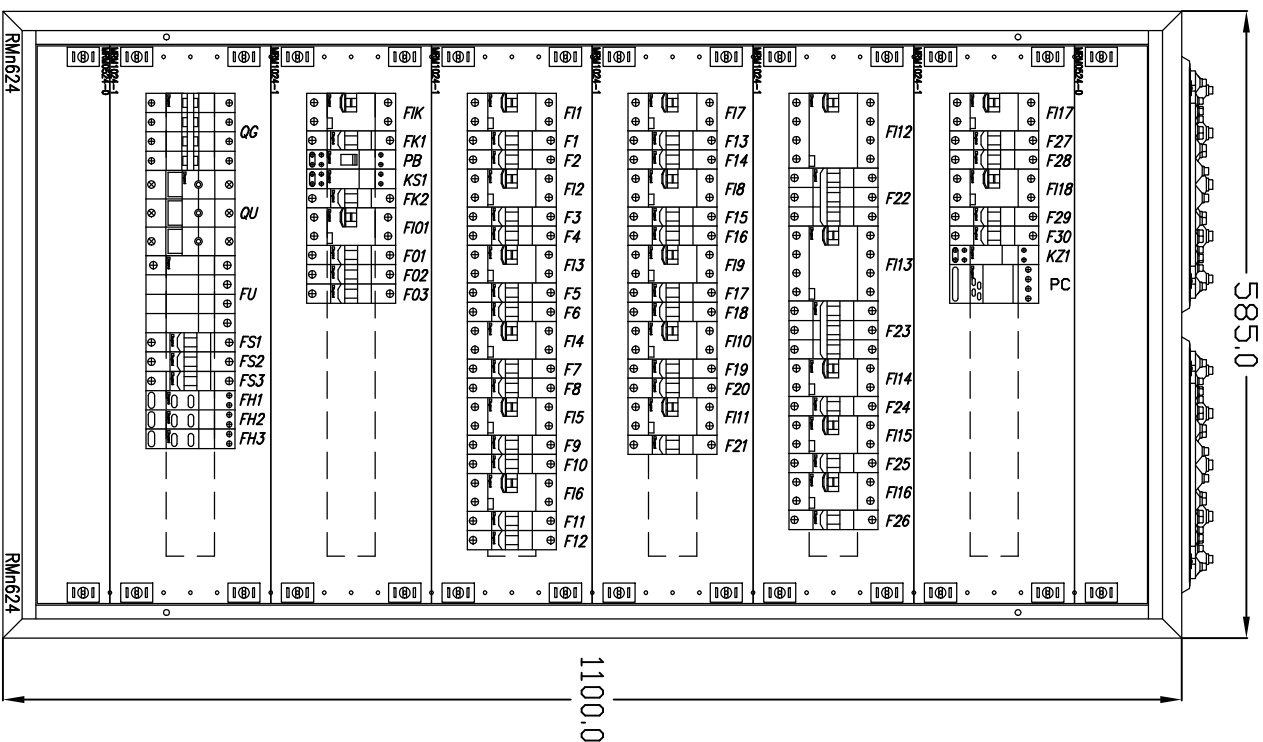 RMn624
QG
QU
FU
FS1
FS2
FS3
FH1
FH2
FH3
RMn624
FIK
FK1
PB
KS1
FK2
FI01
F01
F02
F03
FI1
F1
F2
FI2
F3
F4
FI3
F5
F6
FI4
F7
F8
FI5
F9
F10
FI6
F11
F12
FI7
F13
F14
FI8
F15
F16
FI9
F17
F18
FI10
F19
F20
FI11
F21
FI12
F22
FI13
F23
FI14
F24
FI15
F25
FI16
F26
FI17
F27
F28
FI18
F29
F30
KZ1
PC
585.0
1100.0